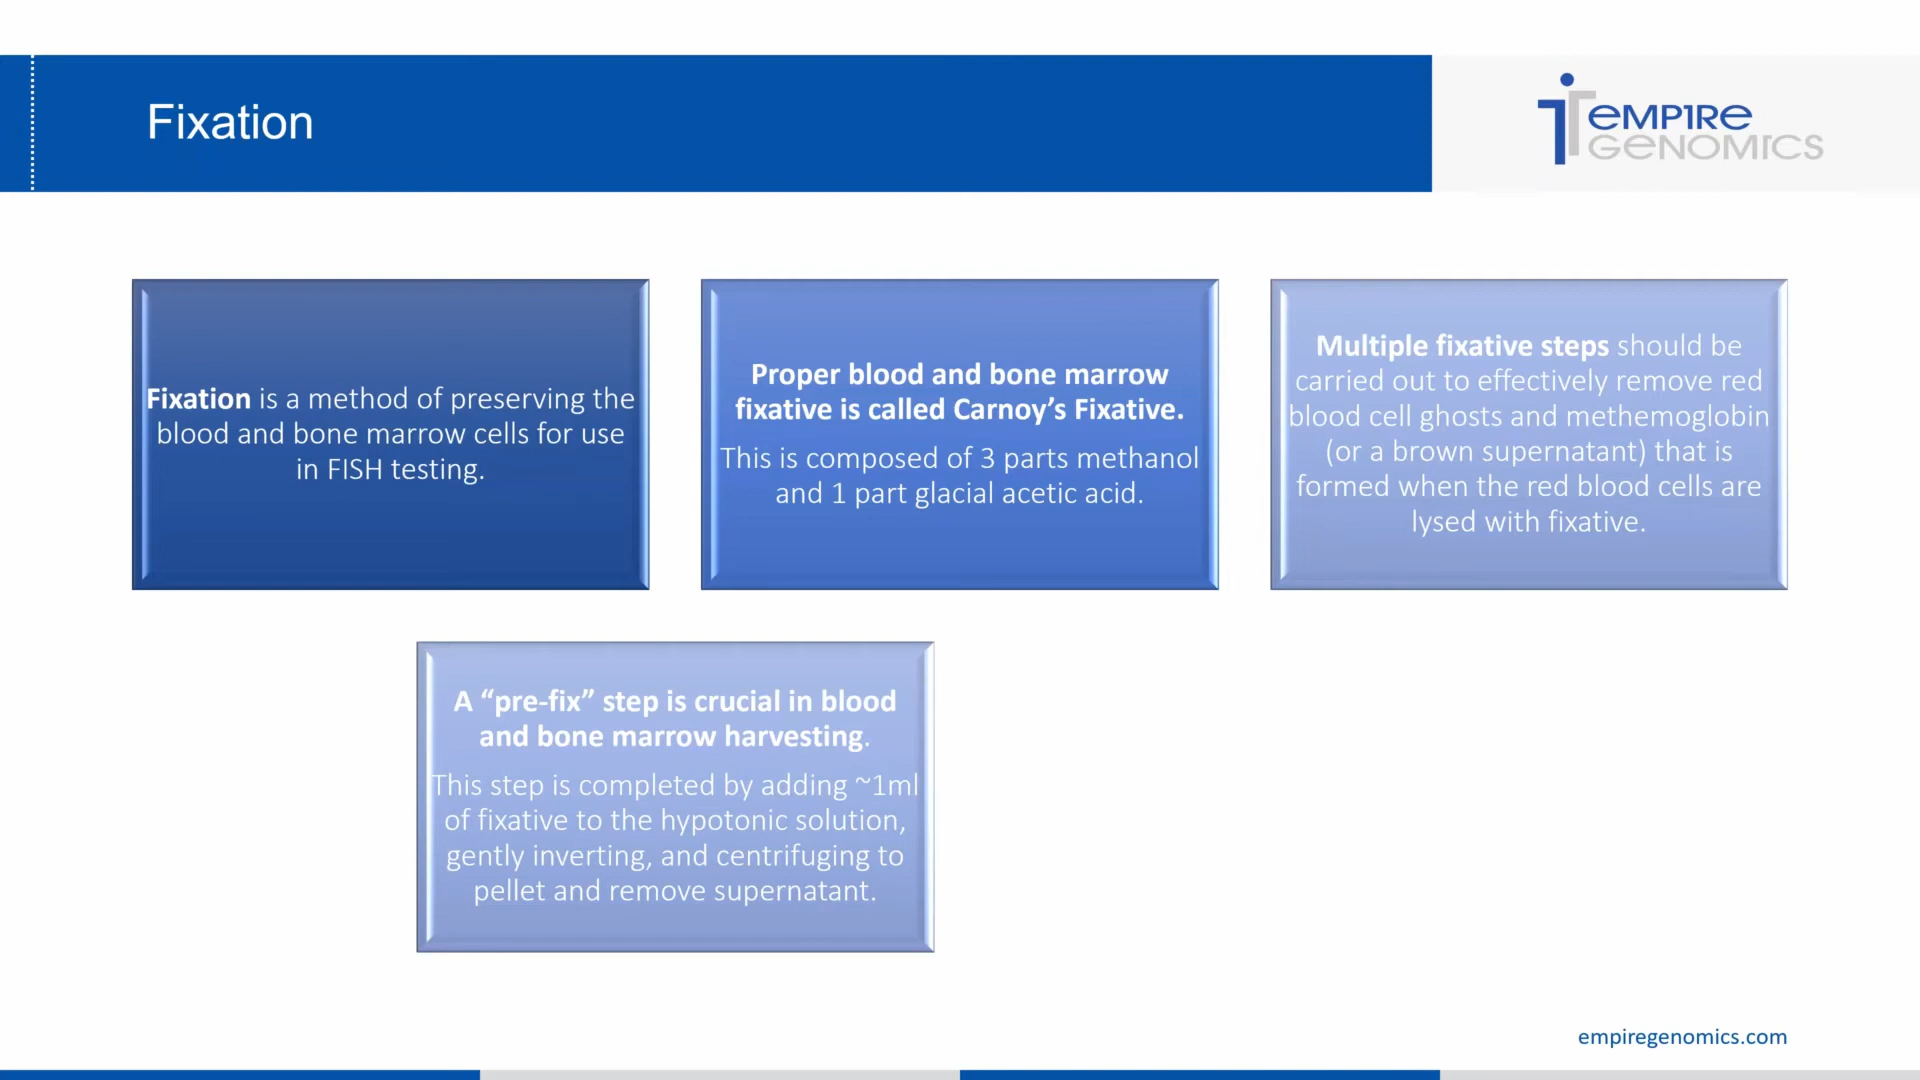 Fixation
EMPIRE
GENOMICS
Fixation is a method of preserving the
blood and bone marrow cells for use
in FISH testing.
Proper blood and bone marrow
fixative is called Carnoy’s Fixative.
This is composed of 3 parts methanol
and 1 part glacial acetic acid.
Multiple fixative steps should be
carried out to effectively remove red
blood cell ghosts and methemoglobin
(or a brown supernatant) that is
formed when the red blood cells are
lysed with fixative.
A “pre-fix” step is crucial in blood
and bone marrow harvesting.
This step is completed by adding ~1ml
of fixative to the hypotonic solution,
gently inverting, and centrifuging to
pellet and remove supernatant.
empiregenomics.com